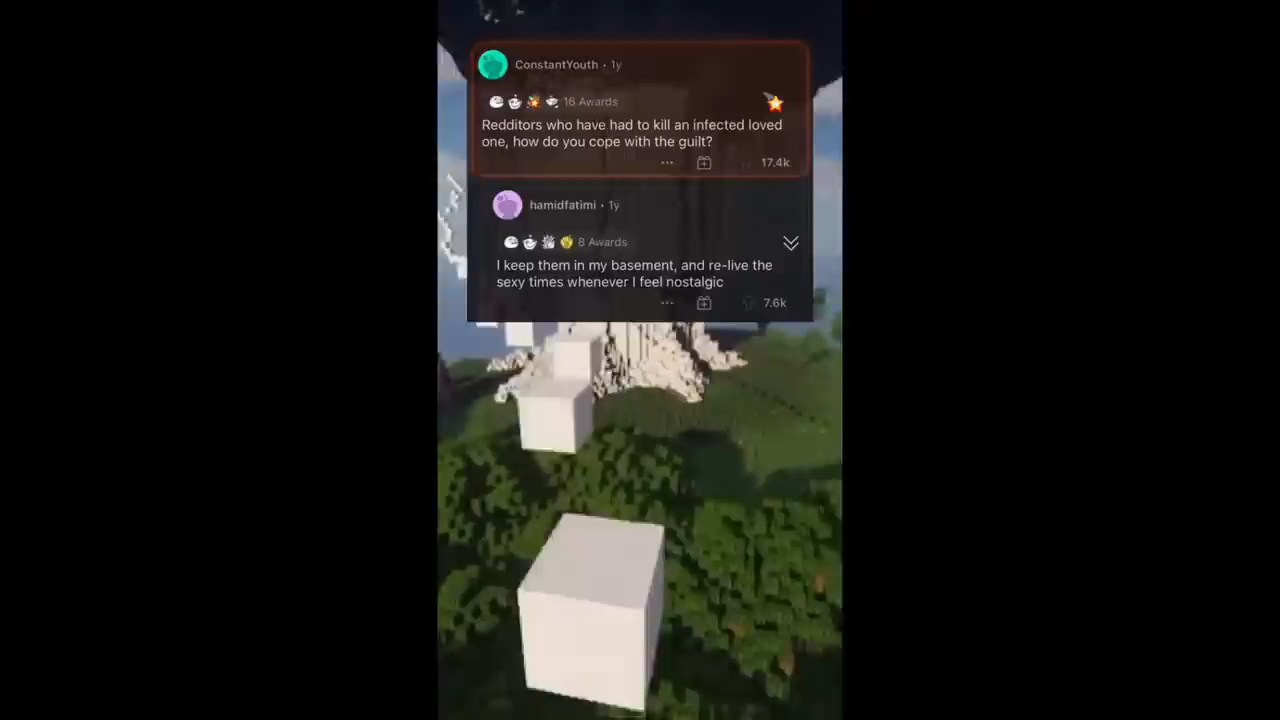 ConstantYouth • 1y
16 Awards
Redditors who have had to kill an infected loved
one, how do you cope with the guilt?
17.4k
hamidfatimi • 1y
8 Awards
I keep them in my basement, and re-live the
sexy times whenever I feel nostalgic
7.6k